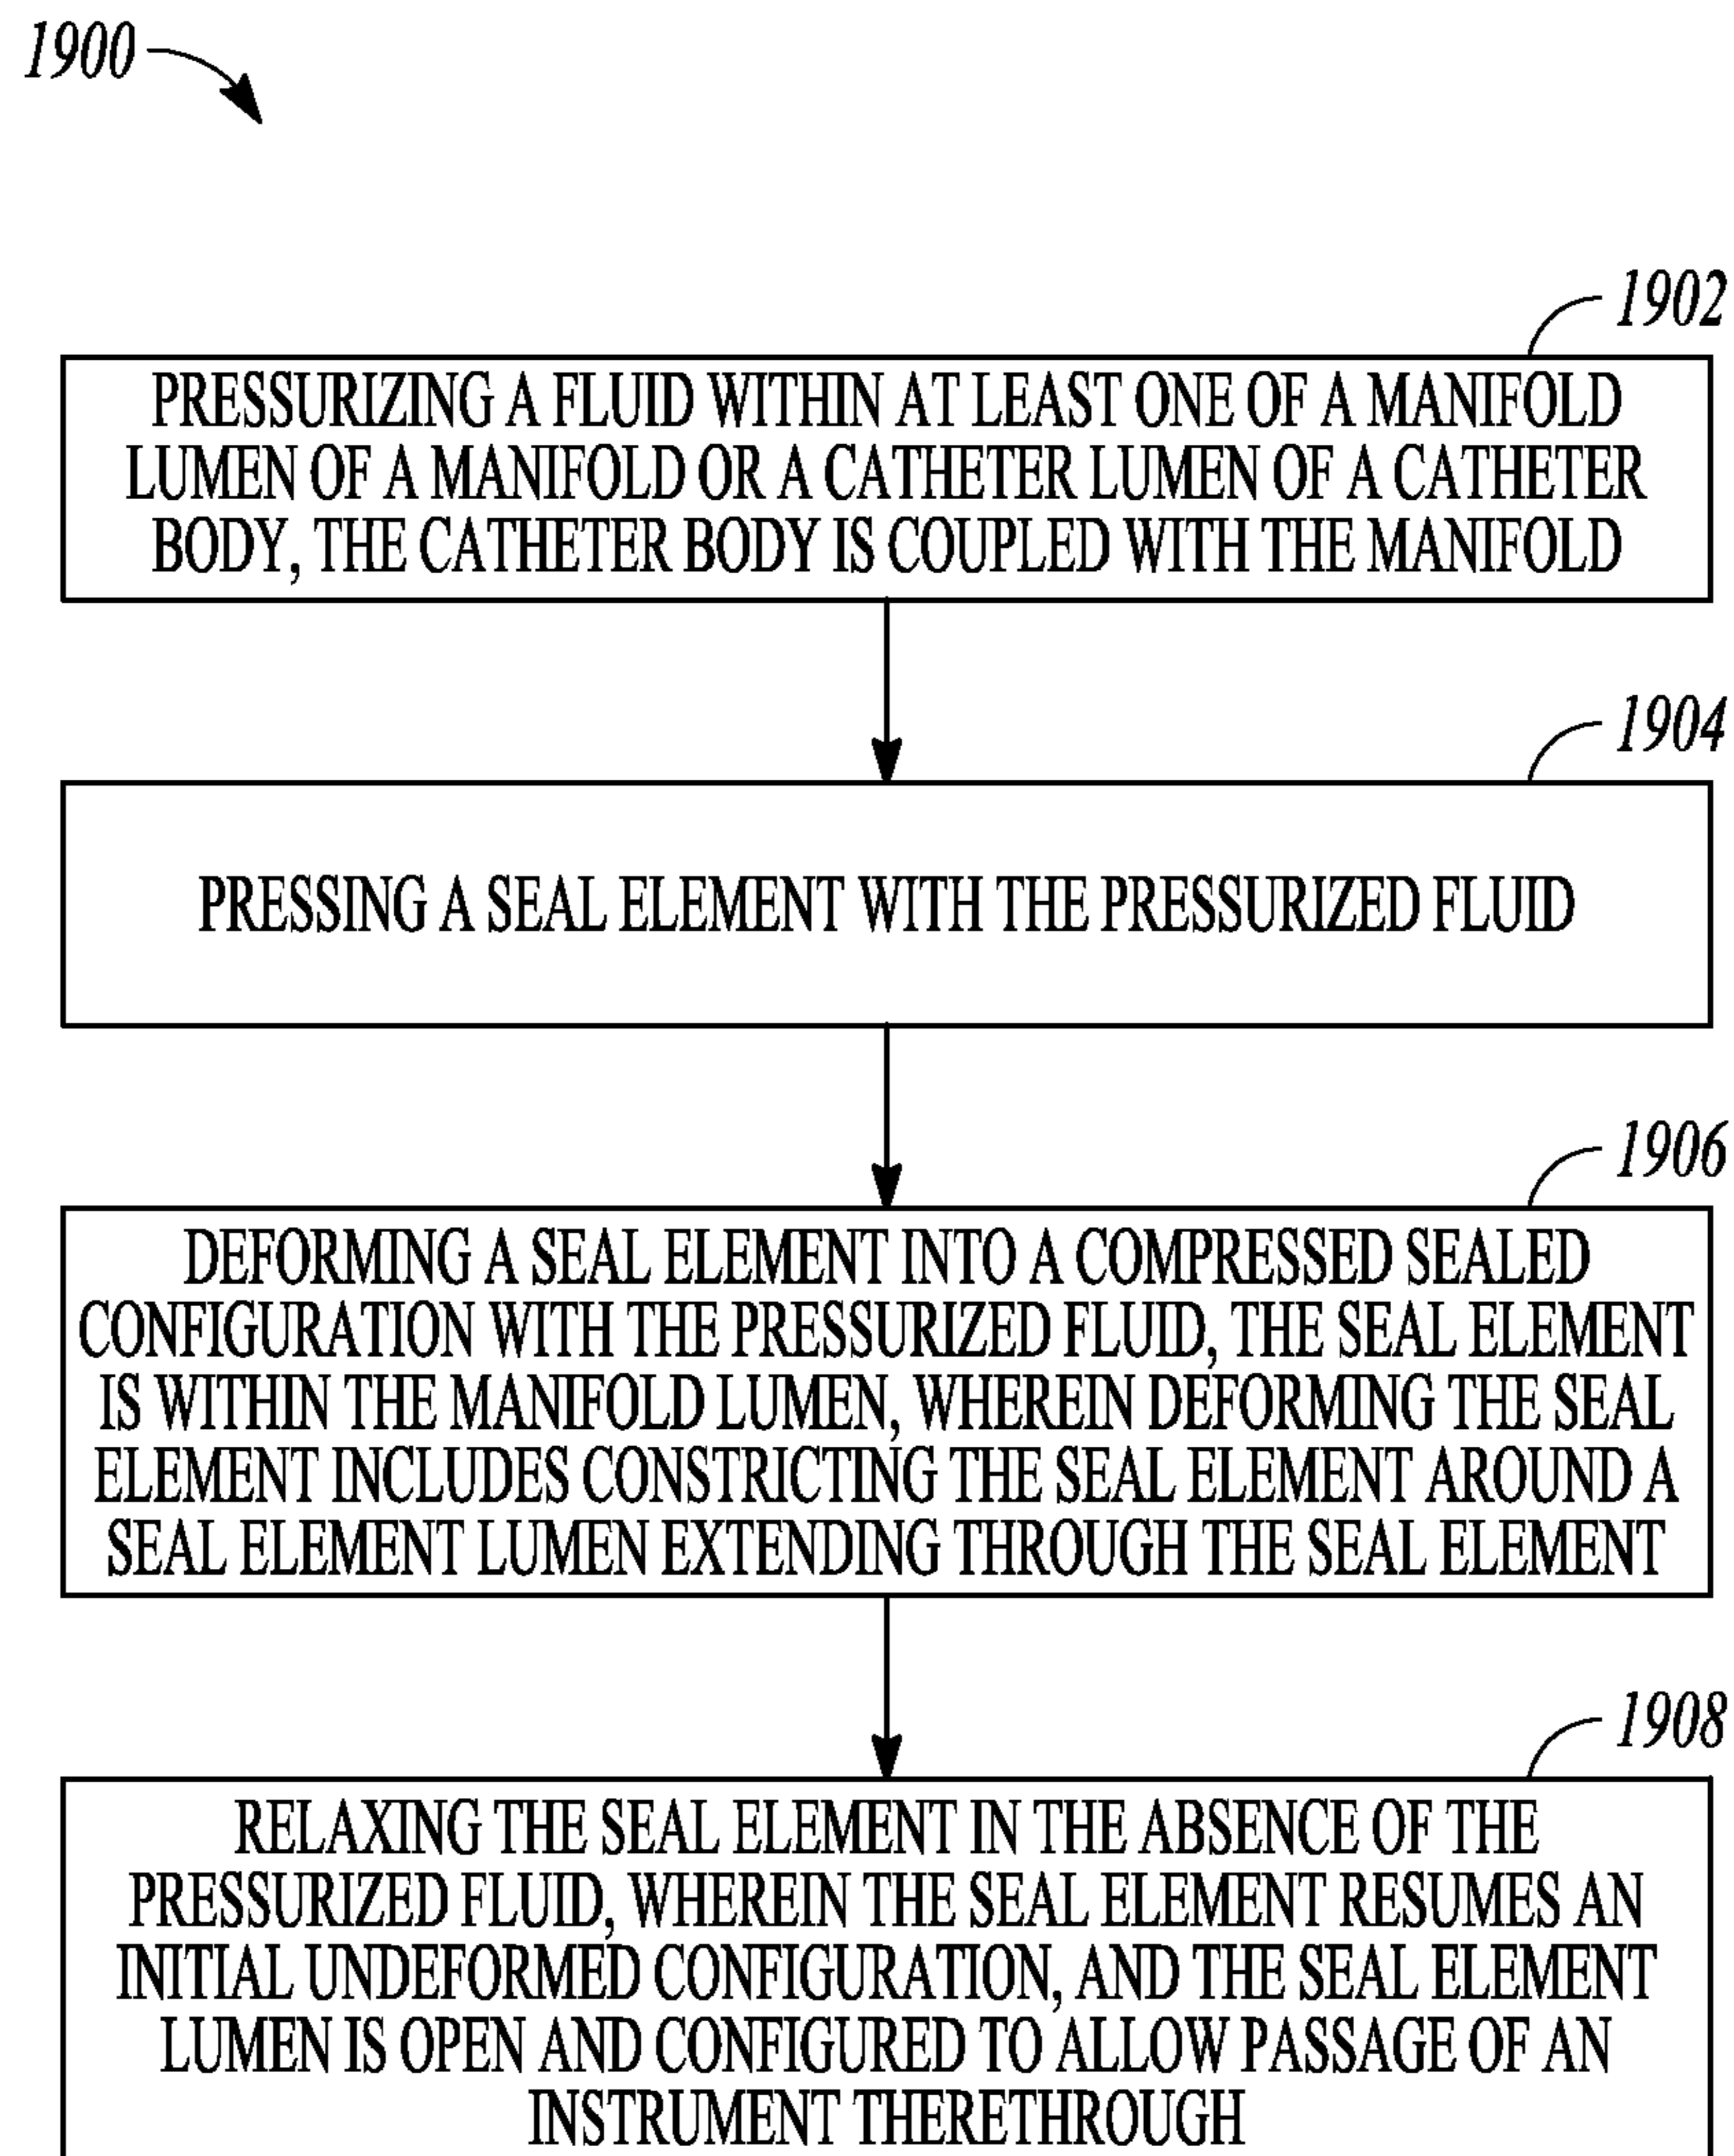 1900
1902
PRESSURIZING A FLUID WITHIN AT LEAST ONE OF A MANIFOLD
LUMEN OF A MANIFOLD OR A CATHETER LUMEN OF A CATHETER
BODY, THE CATHETER BODY IS COUPLED WITH THE MANIFOLD
1904
PRESSING A SEAL ELEMENT WITH THE PRESSURIZED FLUID
1906
DEFORMING A SEAL ELEMENT INTO A COMPRESSED SEALED
CONFIGURATION WITH THE PRESSURIZED FLUID, THE SEAL ELEMENT
IS WITHIN THE MANIFOLD LUMEN, WHEREIN DEFORMING THE SEAL
ELEMENT INCLUDES CONSTRICTING THE SEAL ELEMENT AROUND A
SEAL ELEMENT LUMEN EXTENDING THROUGH THE SEAL ELEMENT
1908
RELAXING THE SEAL ELEMENT IN THE ABSENCE OF THE
PRESSURIZED FLUID, WHEREIN THE SEAL ELEMENT RESUMES AN
INITIAL UNDEFORMED CONFIGURATION, AND THE SEAL ELEMENT
LUMEN IS OPEN AND CONFIGURED TO ALLOW PASSAGE OF AN
INSTRUMENT THERETHROUGH